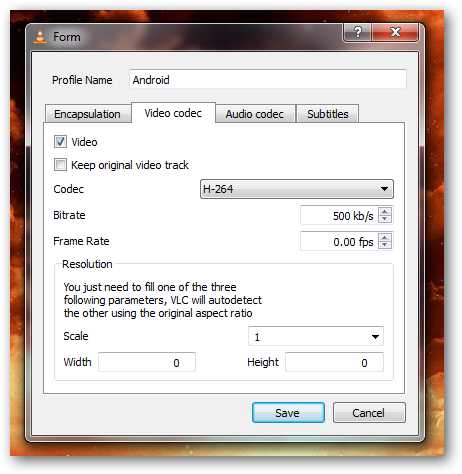 Form
Profile Name Android
Encapsulation Video codec Audio codec Subtitles
Video
Keep original video track
Codec H-264
Bitrate 500 kb/s
Frame Rate 0.00 fps
Resolution
You just need to fill one of the three
following parameters, VLC will autodetect
the other using the original aspect ratio
Scale 1
Width 0 Height 0
Save Cancel